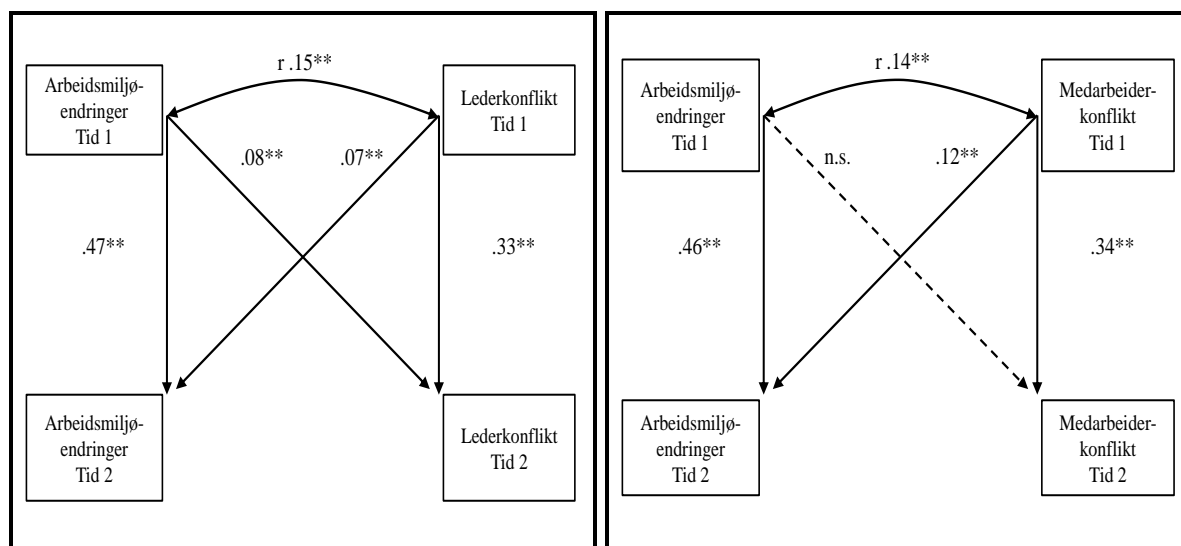 r .15**
Arbeidsmiljø-
endringer
Tid 1
Lederkonflikt
Tid 1
.08**
.07**
.47**
.33**
Arbeidsmiljø-
endringer
Tid 2
Lederkonflikt
Tid 2
r .14**
Arbeidsmiljø-
endringer
Tid 1
Medarbeider-
konflikt
Tid 1
n.s.
.12**
.46**
.34**
Arbeidsmiljø-
endringer
Tid 2
Medarbeider-
konflikt
Tid 2